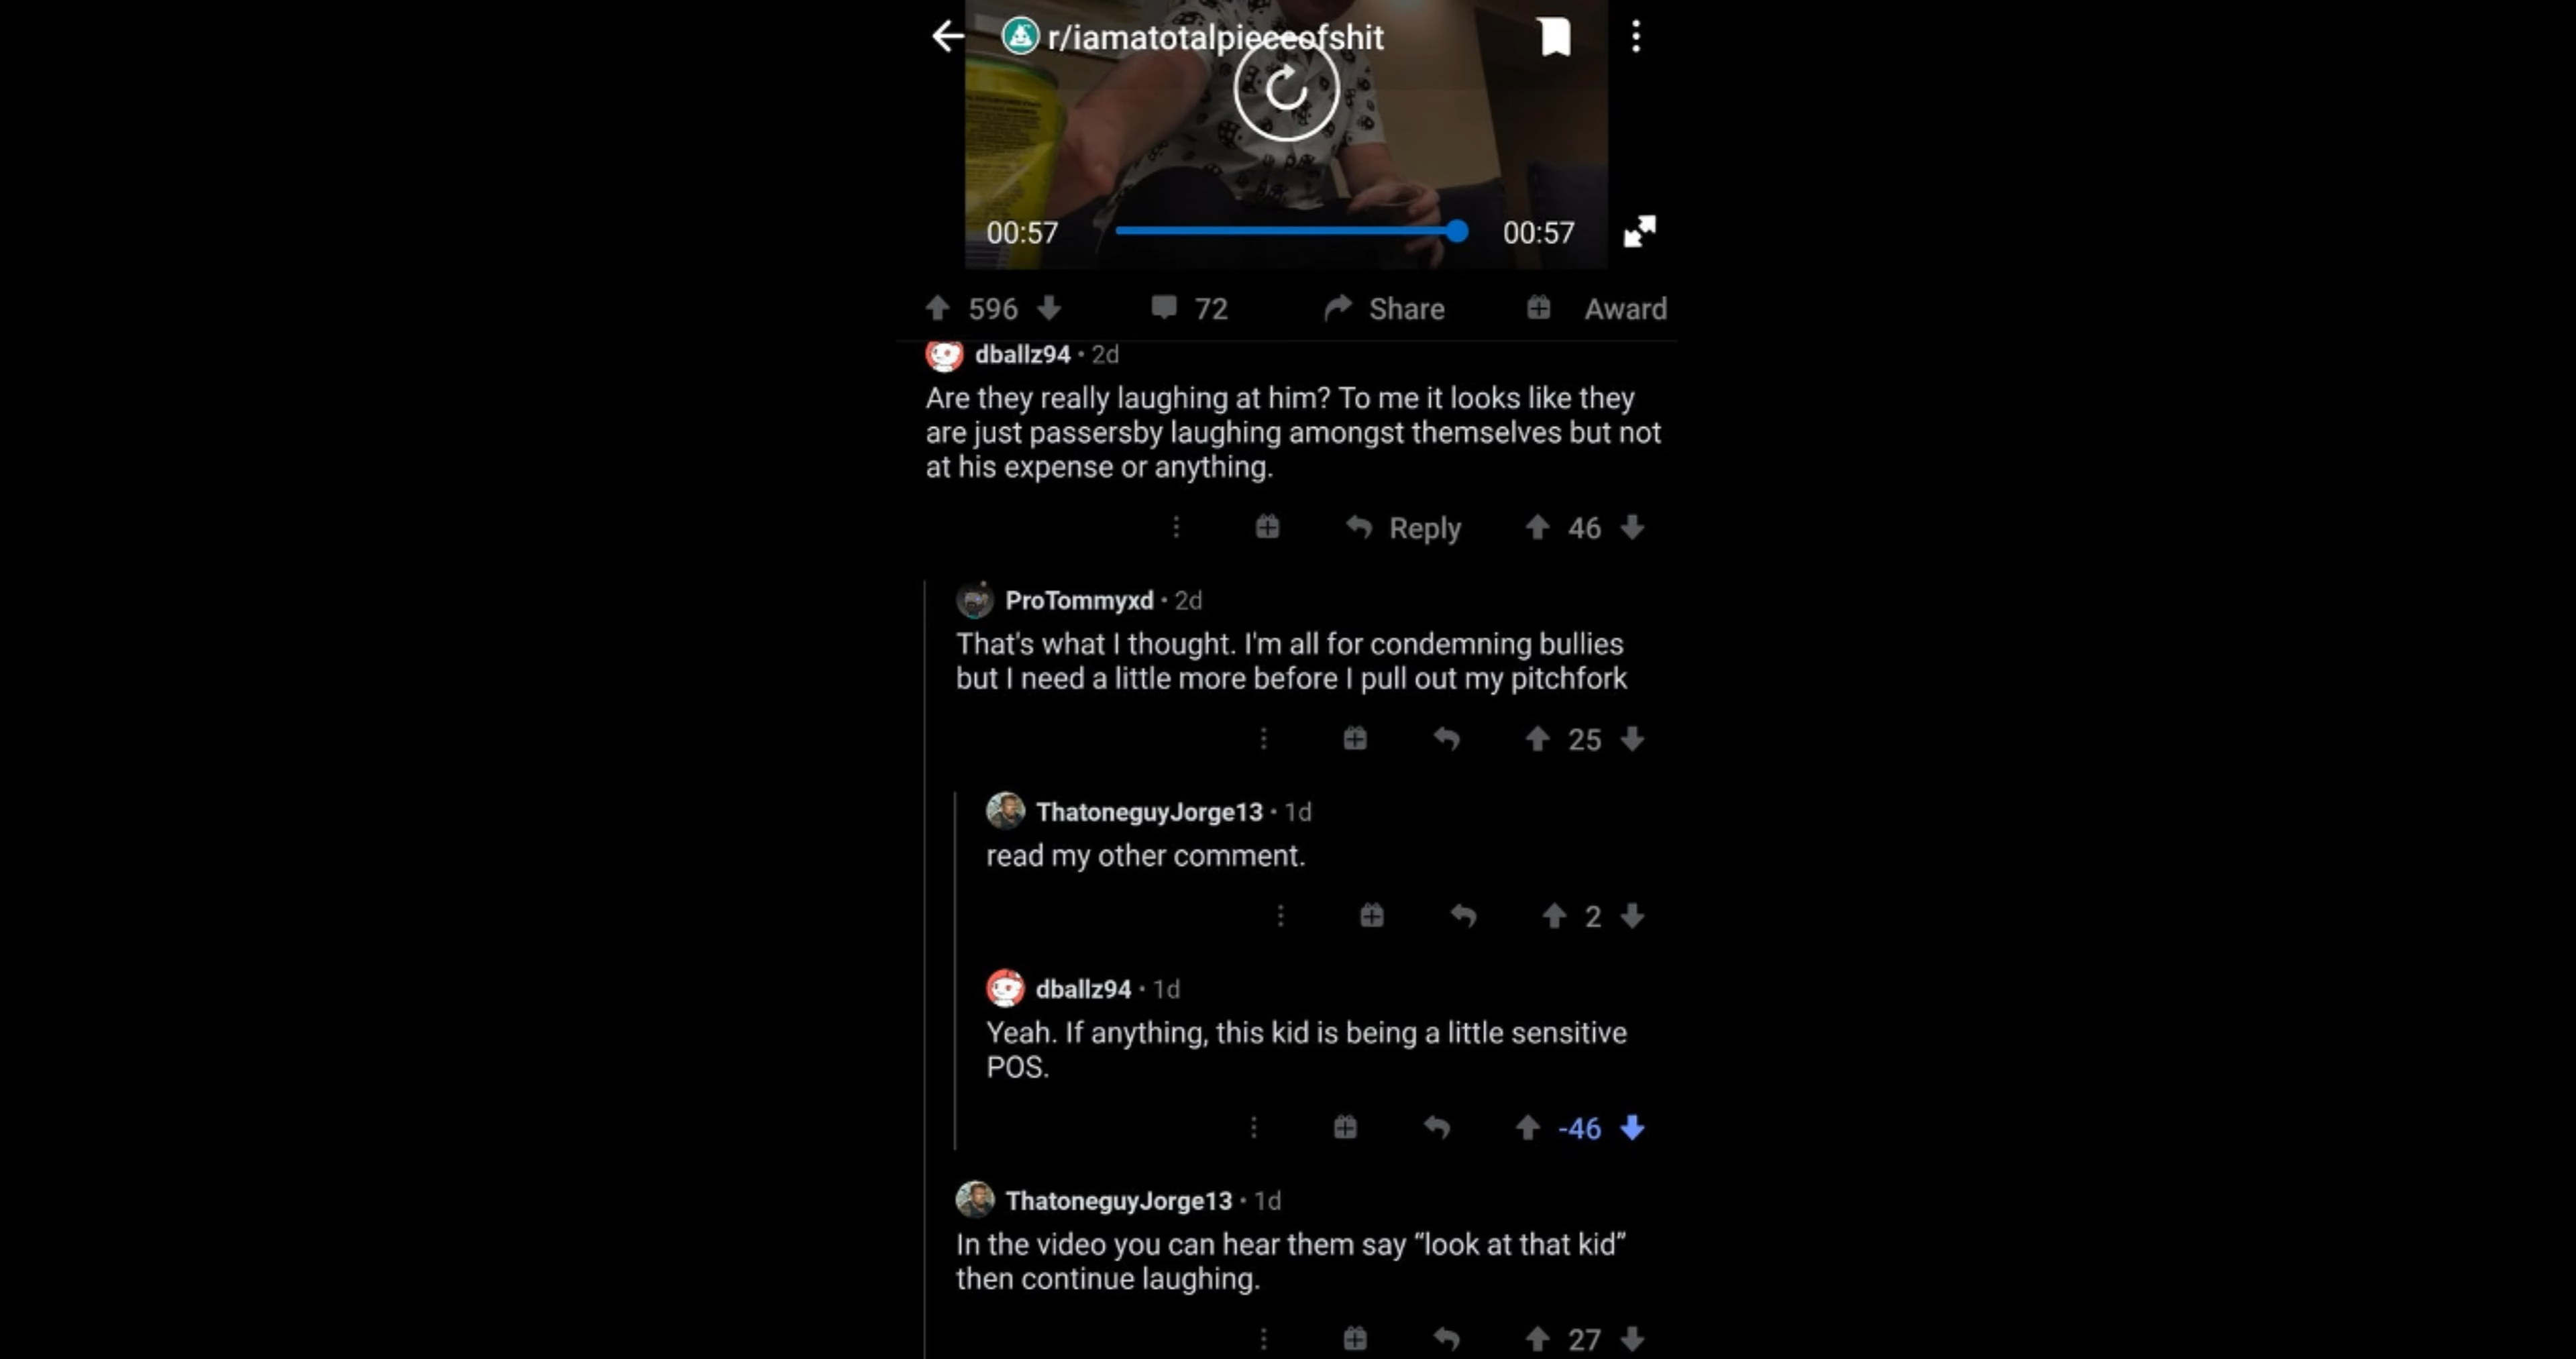 r/iamatotalpieceofshit
00:57
00:57
596
72
Share
Award
dballz94 • 2d
Are they really laughing at him? To me it looks like they
are just passersby laughing amongst themselves but not
at his expense or anything.
Reply
46
ProTommyxd • 2d
That's what I thought. I'm all for condemning bullies
but I need a little more before I pull out my pitchfork
25
ThatoneguyJorge13 • 1d
read my other comment.
2
dballz94 • 1d
Yeah. If anything, this kid is being a little sensitive
POS.
-46
ThatoneguyJorge13 • 1d
In the video you can hear them say “look at that kid”
then continue laughing.
27